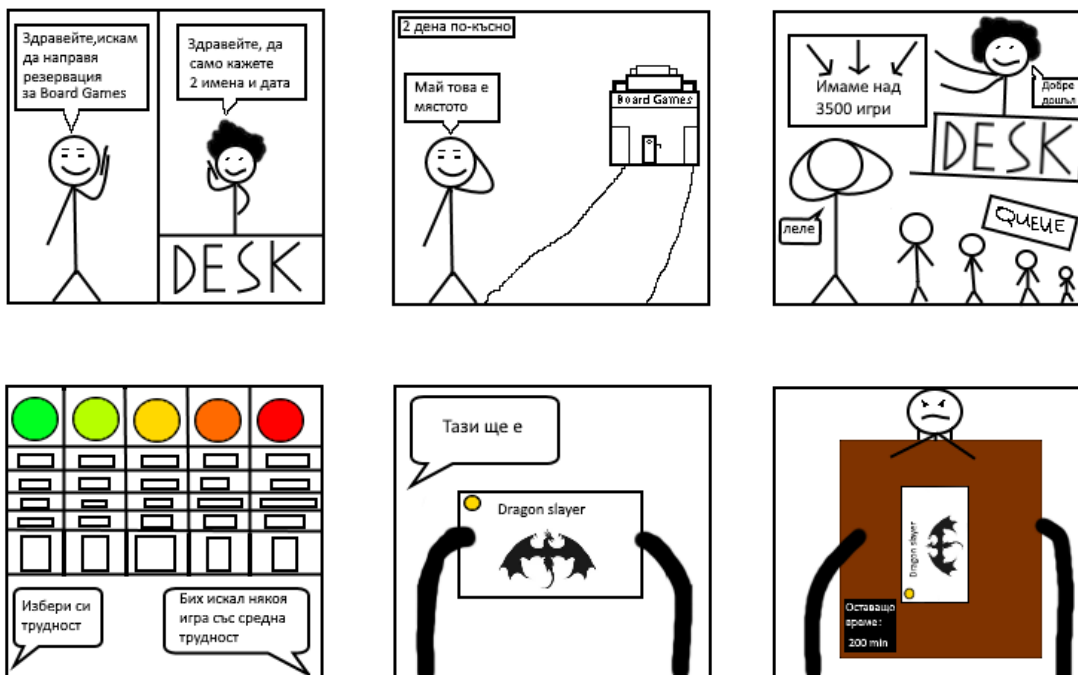 Здравейте,искам
да направя
резервация
за Board Games
Здравейте, да
само кажете
2 имена и дата
DESK
2 дена по-късно
Май това е
мястото
Board Games
Имаме над
3500 игри
Добре
дошъл
DESK
леле
QUEUE
Избери си
трудност
Бих искал някоя
игра със средна
трудност
Тази ще е
Dragon slayer
Dragon slayer
Оставащо
време:
200 min